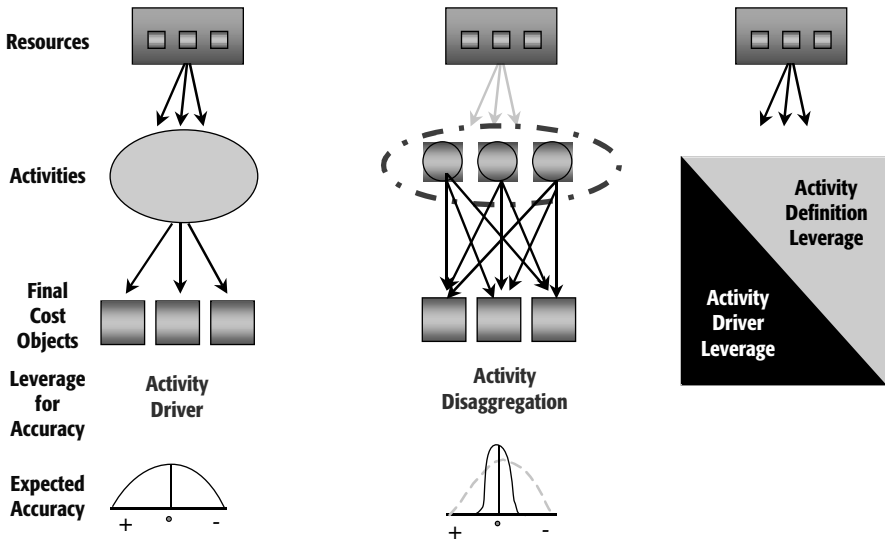 Resources
Activities
Activity
Definition
Leverage
Activity
Driver
Leverage
Final
Cost
Objects
Leverage
for
Accuracy
Activity
Driver
Activity
Disaggregation
Expected
Accuracy
+ -
+ -